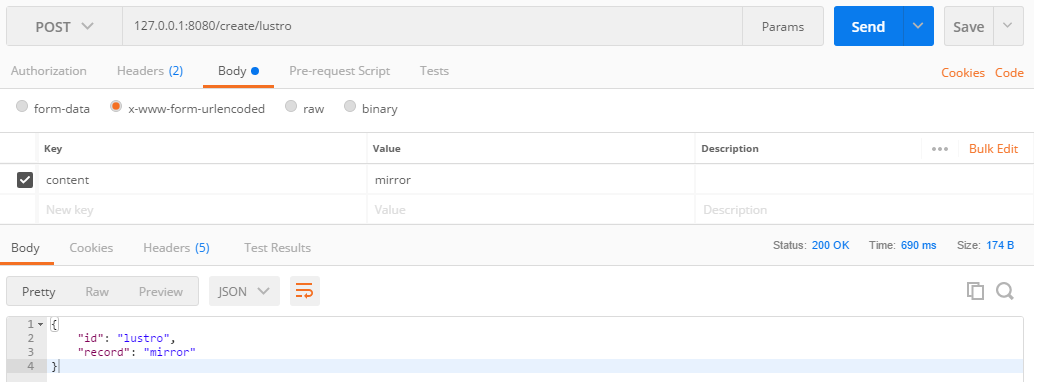 POST 127.0.0.1:8080/create/lustro Params Send Save
Authorization Headers (2) Body Pre-request Script Tests Cookies Code
form-data x-www-form-urlencoded raw binary
Key Value Description ••• Bulk Edit
content mirror
New key Value Description
Body Cookies Headers (5) Test Results Status: 200 OK Time: 690 ms Size: 174 B
Pretty Raw Preview JSON
1 {
2 "id": "lustro",
3 "record": "mirror"
4 }